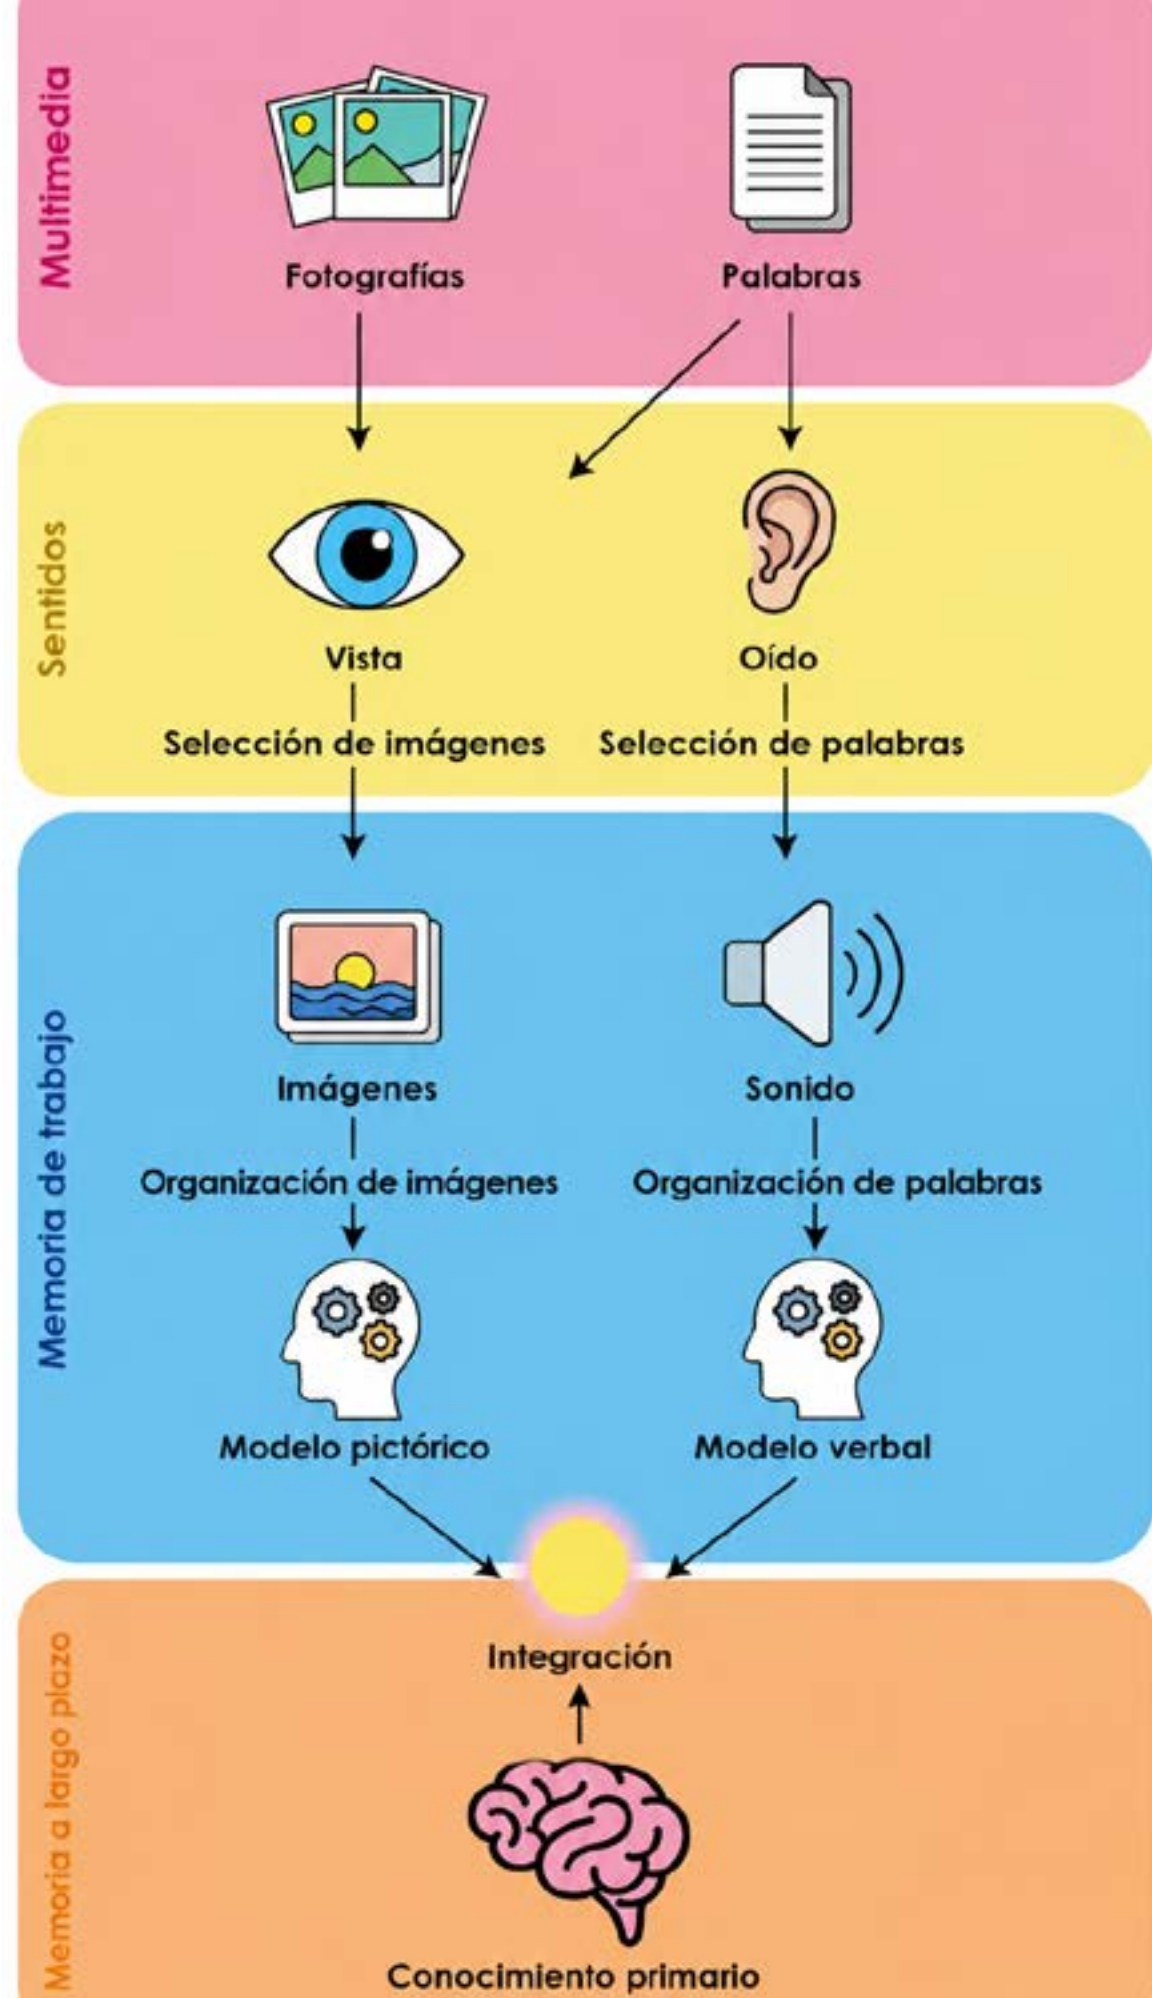 Multimedia
Fotografías
Palabras
Sentidos
Vista
Oído
Selección de imágenes
Selección de palabras
Memoria de trabajo
Imágenes
Sonido
Organización de imágenes
Organización de palabras
Modelo pictórico
Modelo verbal
Memoria a largo plazo
Integración
Conocimiento primario